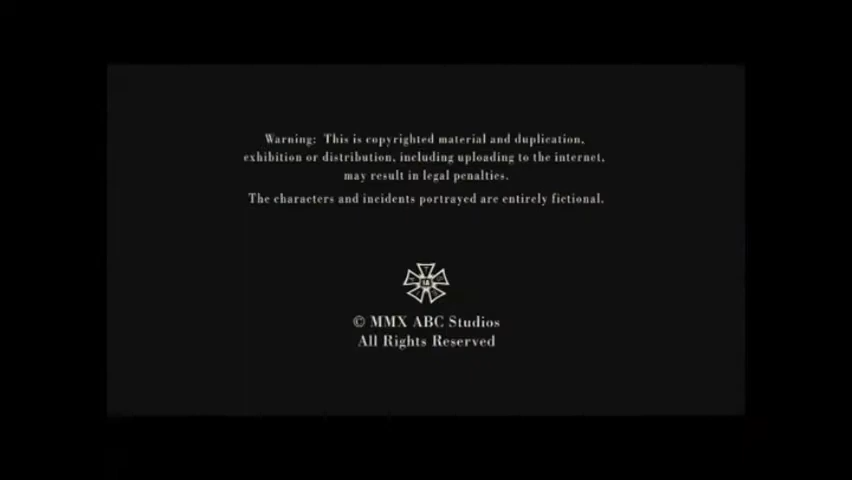 Warning: This is copyrighted material and duplication,
exhibition or distribution, including uploading to the internet,
may result in legal penalties.
The characters and incidents portrayed are entirely fictional.
IA
© MMX ABC Studios
All Rights Reserved